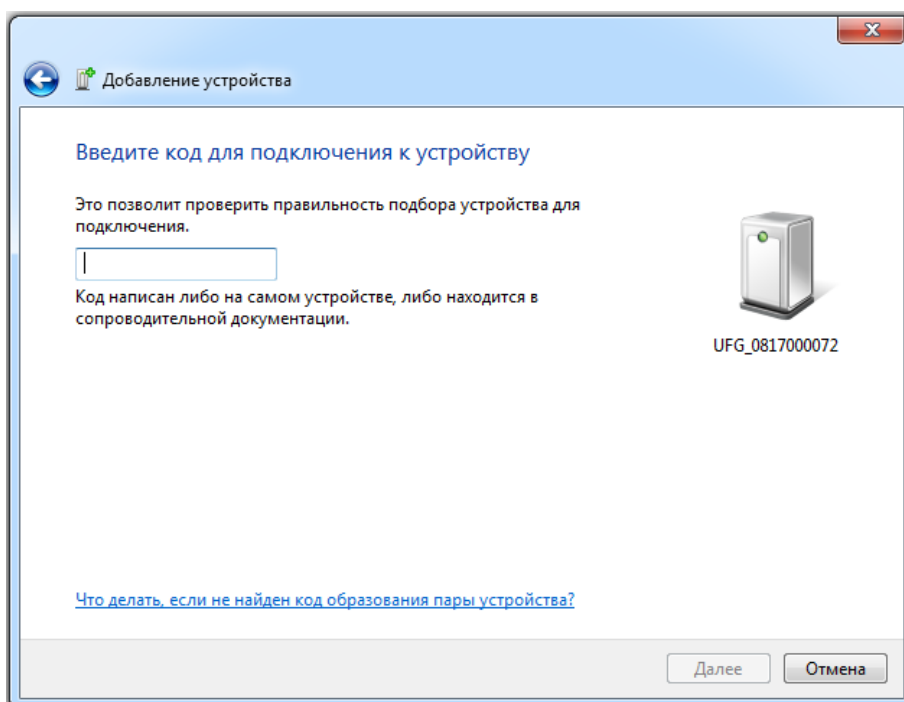 Добавление устройства
Введите код для подключения к устройству
Это позволит проверить правильность подбора устройства для
подключения.
Код написан либо на самом устройстве, либо находится в
сопроводительной документации.
UFG_0817000072
Что делать, если не найден код образования пары устройства?
Далее
Отмена